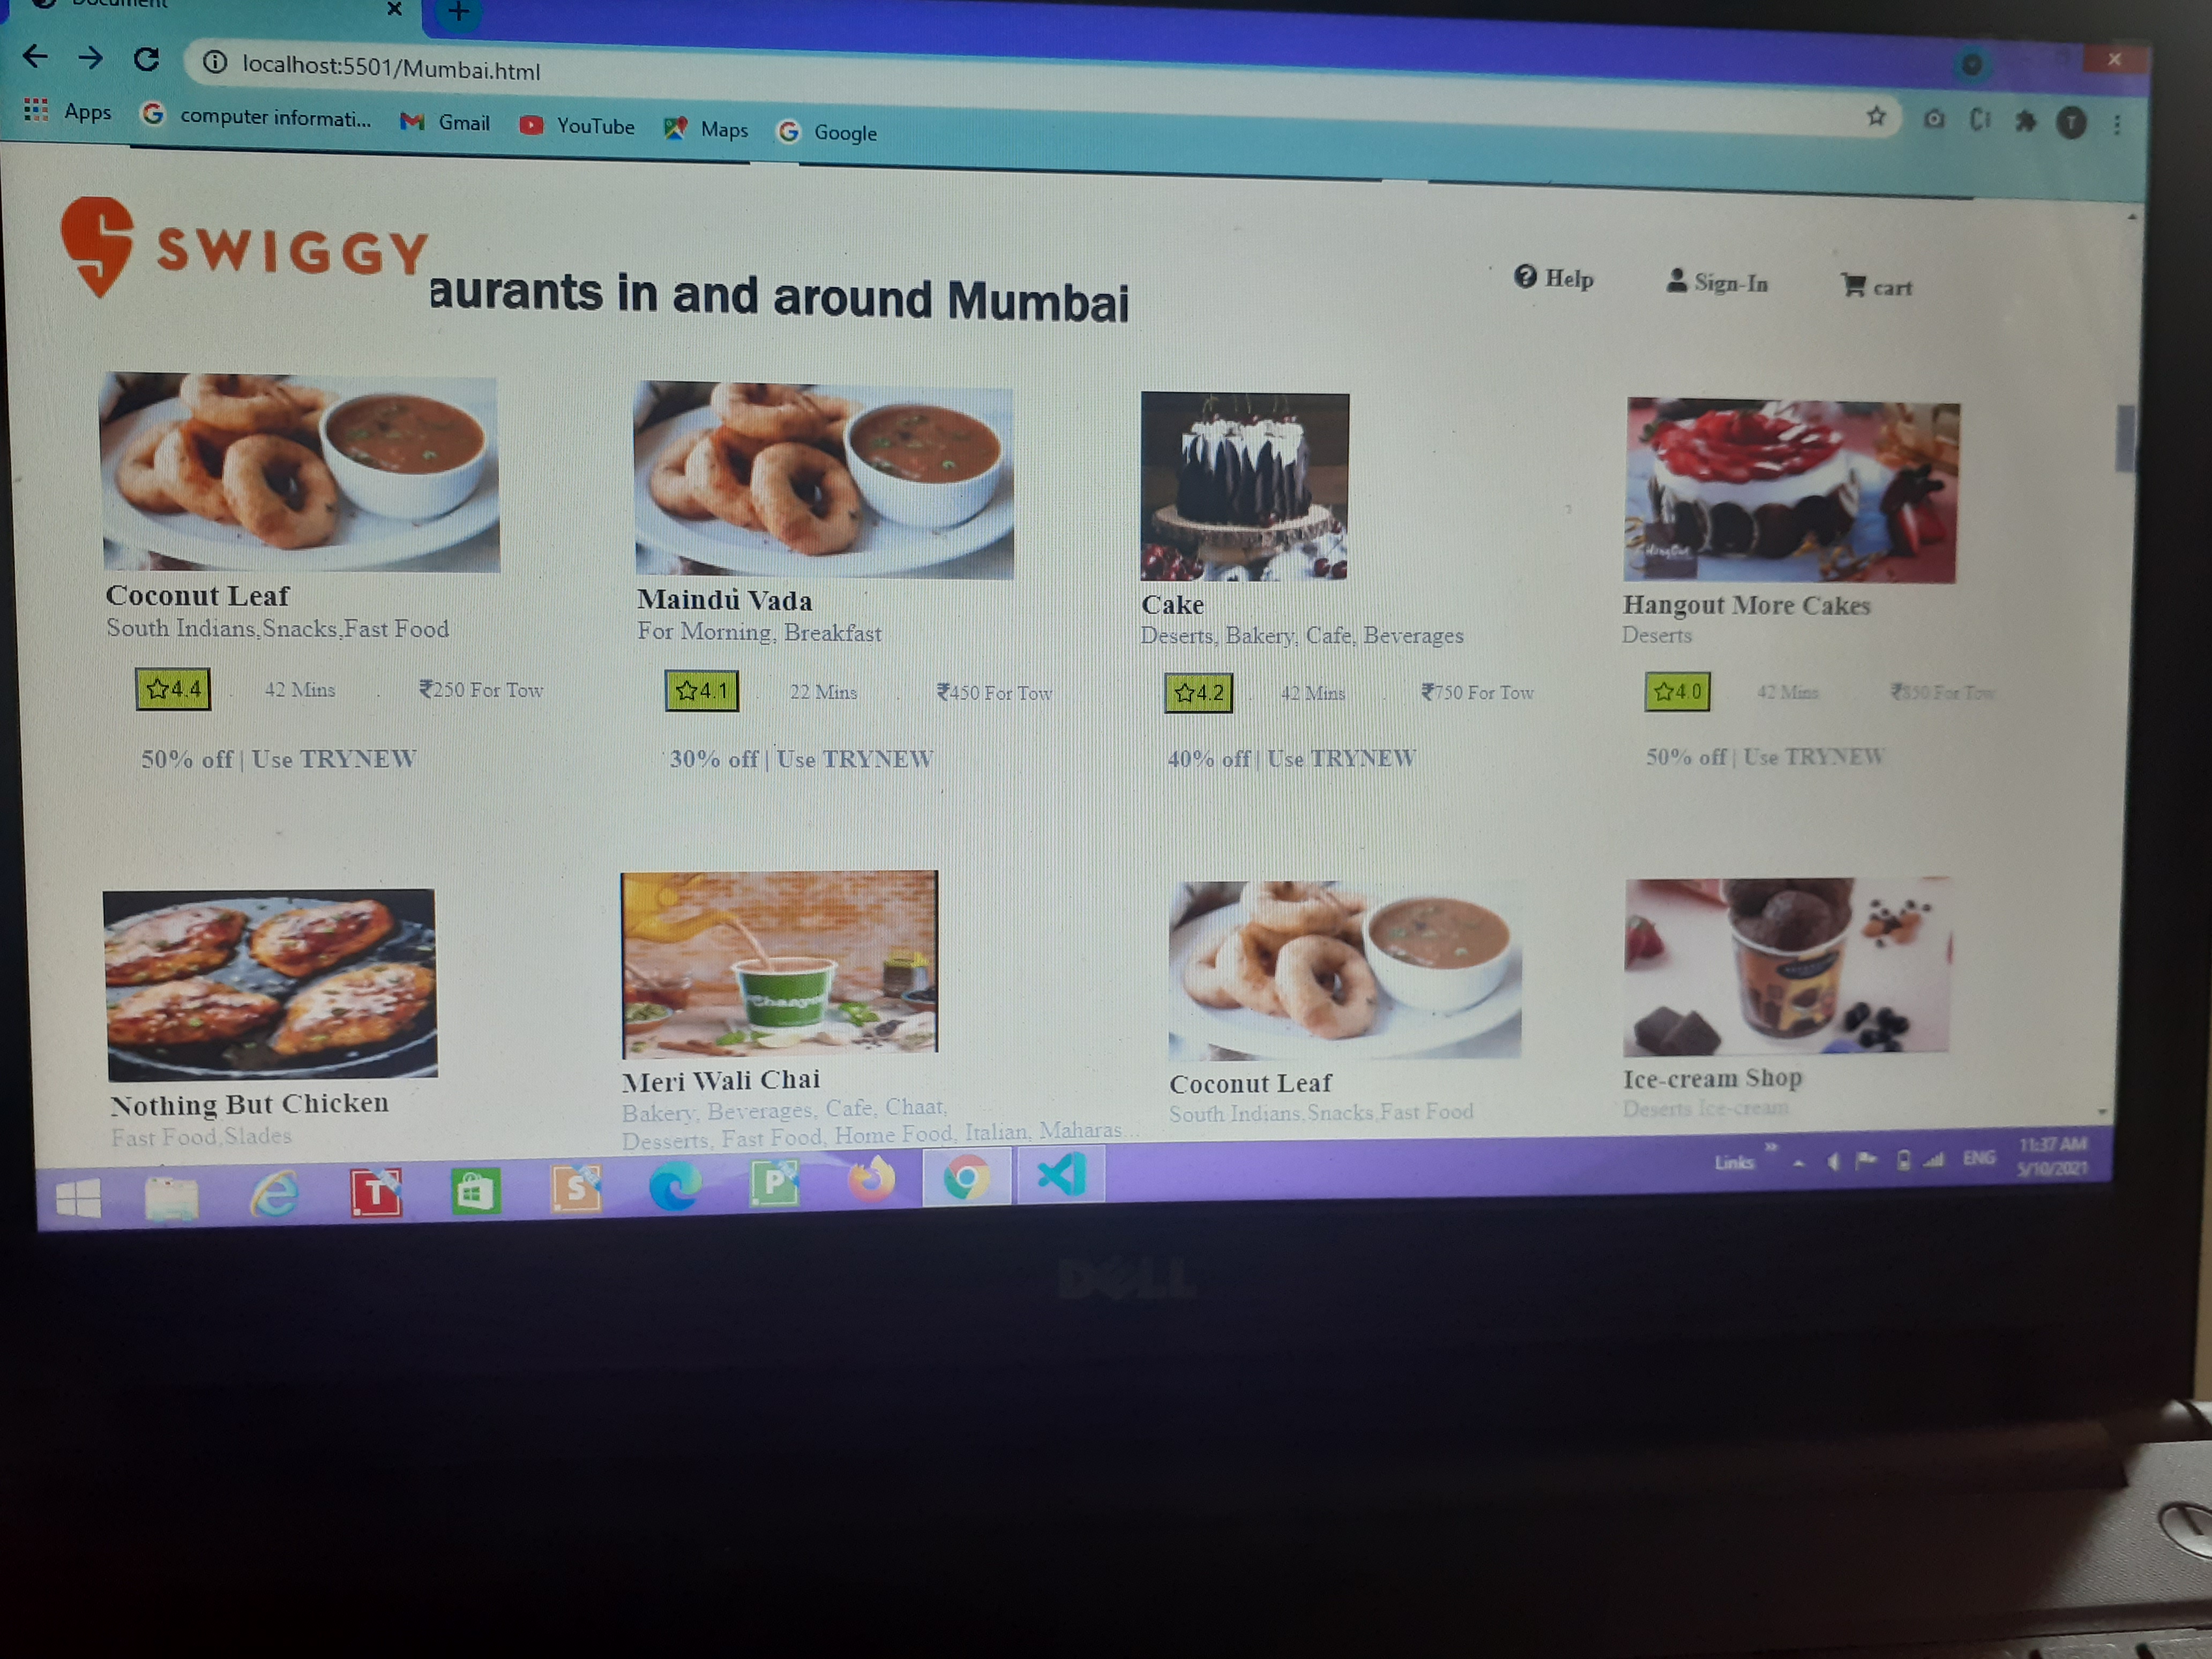 Document
localhost:5501/Mumbai.html
Apps computer informati... Gmail YouTube Maps Google
T
SWIGGY
aurants in and around Mumbai
Help Sign-In cart
Coconut Leaf
South Indians,Snacks,Fast Food
4.4 . 42 Mins . ₹250 For Tow
50% off | Use TRYNEW
Maindu Vada
For Morning, Breakfast
4.1 . 22 Mins . ₹450 For Tow
30% off | Use TRYNEW
Cake
Deserts, Bakery, Cafe, Beverages
4.2 . 42 Mins ₹750 For Tow
40% off | Use TRYNEW
Hangout More Cakes
Deserts
4.0 42 Mins ₹850 For Tow
50% off | Use TRYNEW
Nothing But Chicken
Fast Food,Slades
Meri Wali Chai
Bakery, Beverages, Cafe, Chaat,
Desserts, Fast Food, Home Food, Italian, Maharas...
Coconut Leaf
South Indians,Snacks,Fast Food
Ice-cream Shop
Deserts Ice-cream
T S P
Links ENG
11:37 AM
5/10/2021
DELL